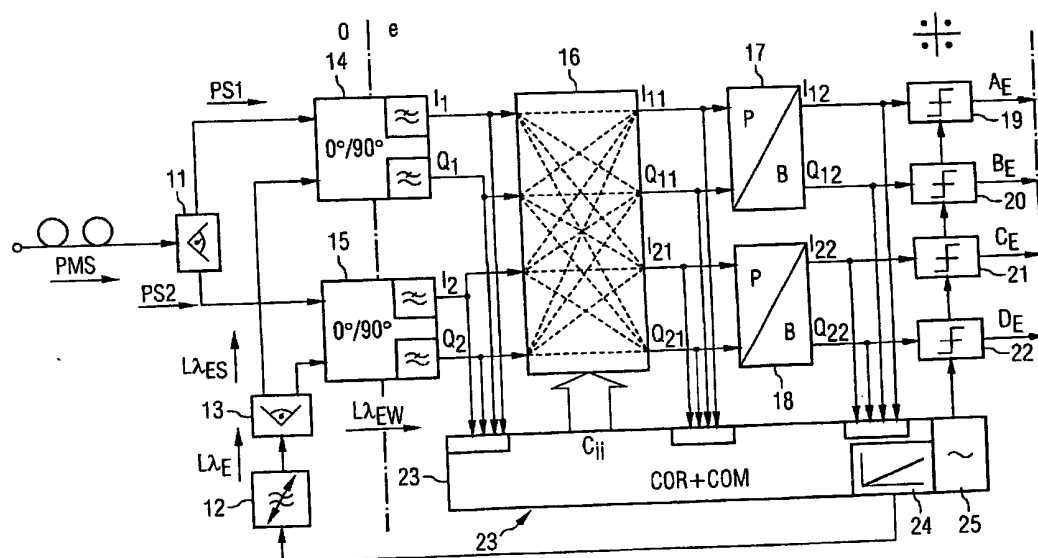 O e
14
16
17
PS1
I1
I11
I12
AE
0°/90°
P
19
Q1
Q11
B
Q12
BE
11
20
15
PMS
I2
I21
I22
CE
PS2
0°/90°
P
21
Q2
Q21
B
Q22
DE
22
LλES
18
13
LλEW
LλE
Cij
23
COR+COM
12
~
23
24
25